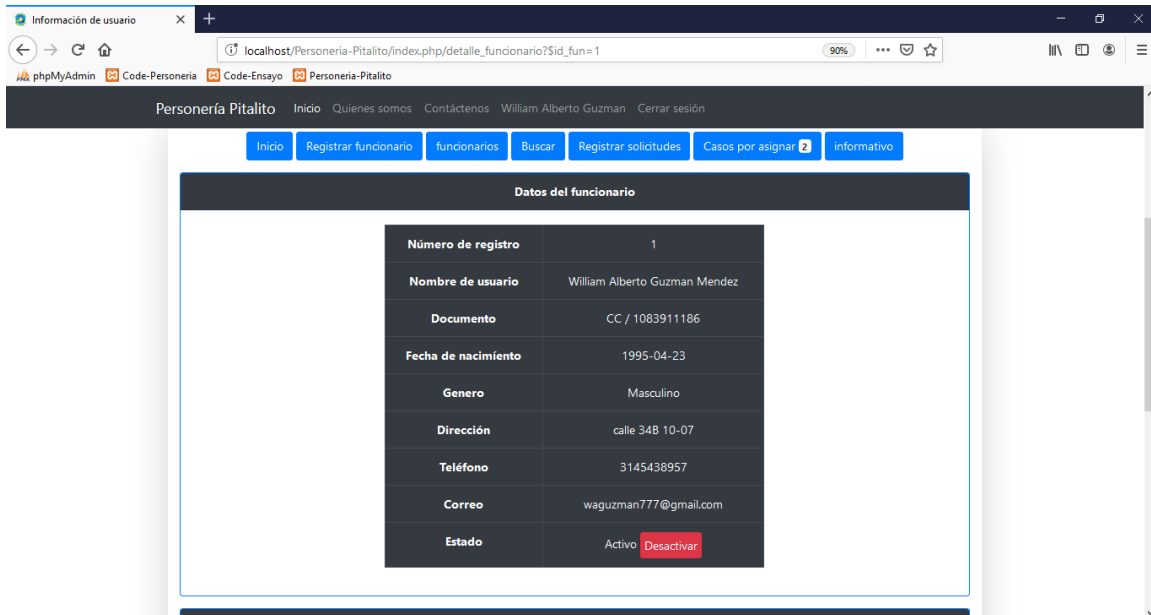 Información de usuario
localhost/Personeria-Pitalito/index.php/detalle_funcionario?$id_fun=1 90%
phpMyAdmin Code-Personeria Code-Ensayo Personeria-Pitalito
Personería Pitalito Inicio Quienes somos Contáctenos William Alberto Guzman Cerrar sesión
Inicio Registrar funcionario funcionarios Buscar Registrar solicitudes Casos por asignar 2 informativo
Datos del funcionario
Número de registro 1
Nombre de usuario William Alberto Guzman Mendez
Documento CC / 1083911186
Fecha de nacimíento 1995-04-23
Genero Masculino
Dirección calle 34B 10-07
Teléfono 3145438957
Correo waguzman777@gmail.com
Estado Activo Desactivar